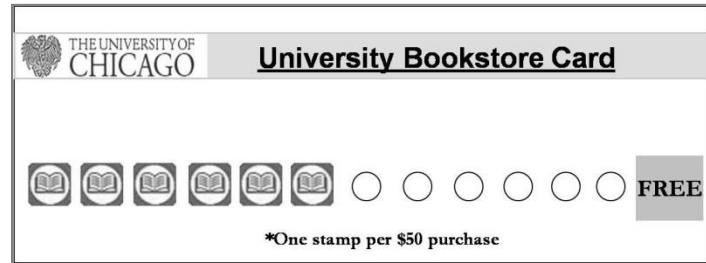 THE UNIVERSITY OF
CHICAGO
University Bookstore Card
FREE
*One stamp per $50 purchase